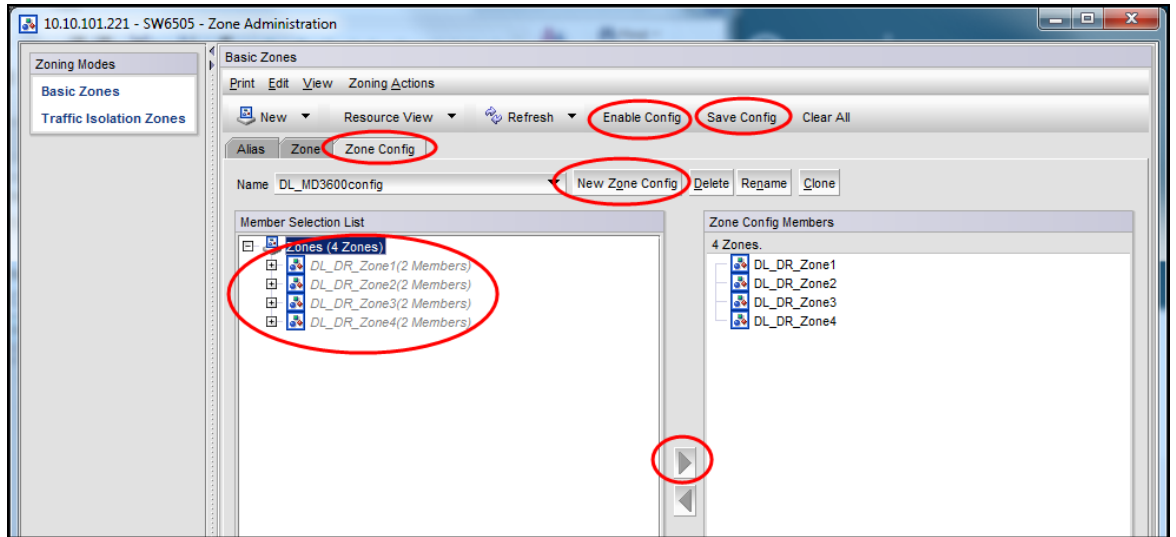 10.10.101.221 - SW6505 - Zone Administration
Zoning Modes
Basic Zones
Traffic Isolation Zones
Basic Zones
Print Edit View Zoning Actions
New Resource View Refresh Enable Config Save Config Clear All
Alias Zone Zone Config
Name DL_MD3600config New Zone Config Delete Rename Clone
Member Selection List
Zones (4 Zones)
DL_DR_Zone1(2 Members)
DL_DR_Zone2(2 Members)
DL_DR_Zone3(2 Members)
DL_DR_Zone4(2 Members)
Zone Config Members
4 Zones.
DL_DR_Zone1
DL_DR_Zone2
DL_DR_Zone3
DL_DR_Zone4